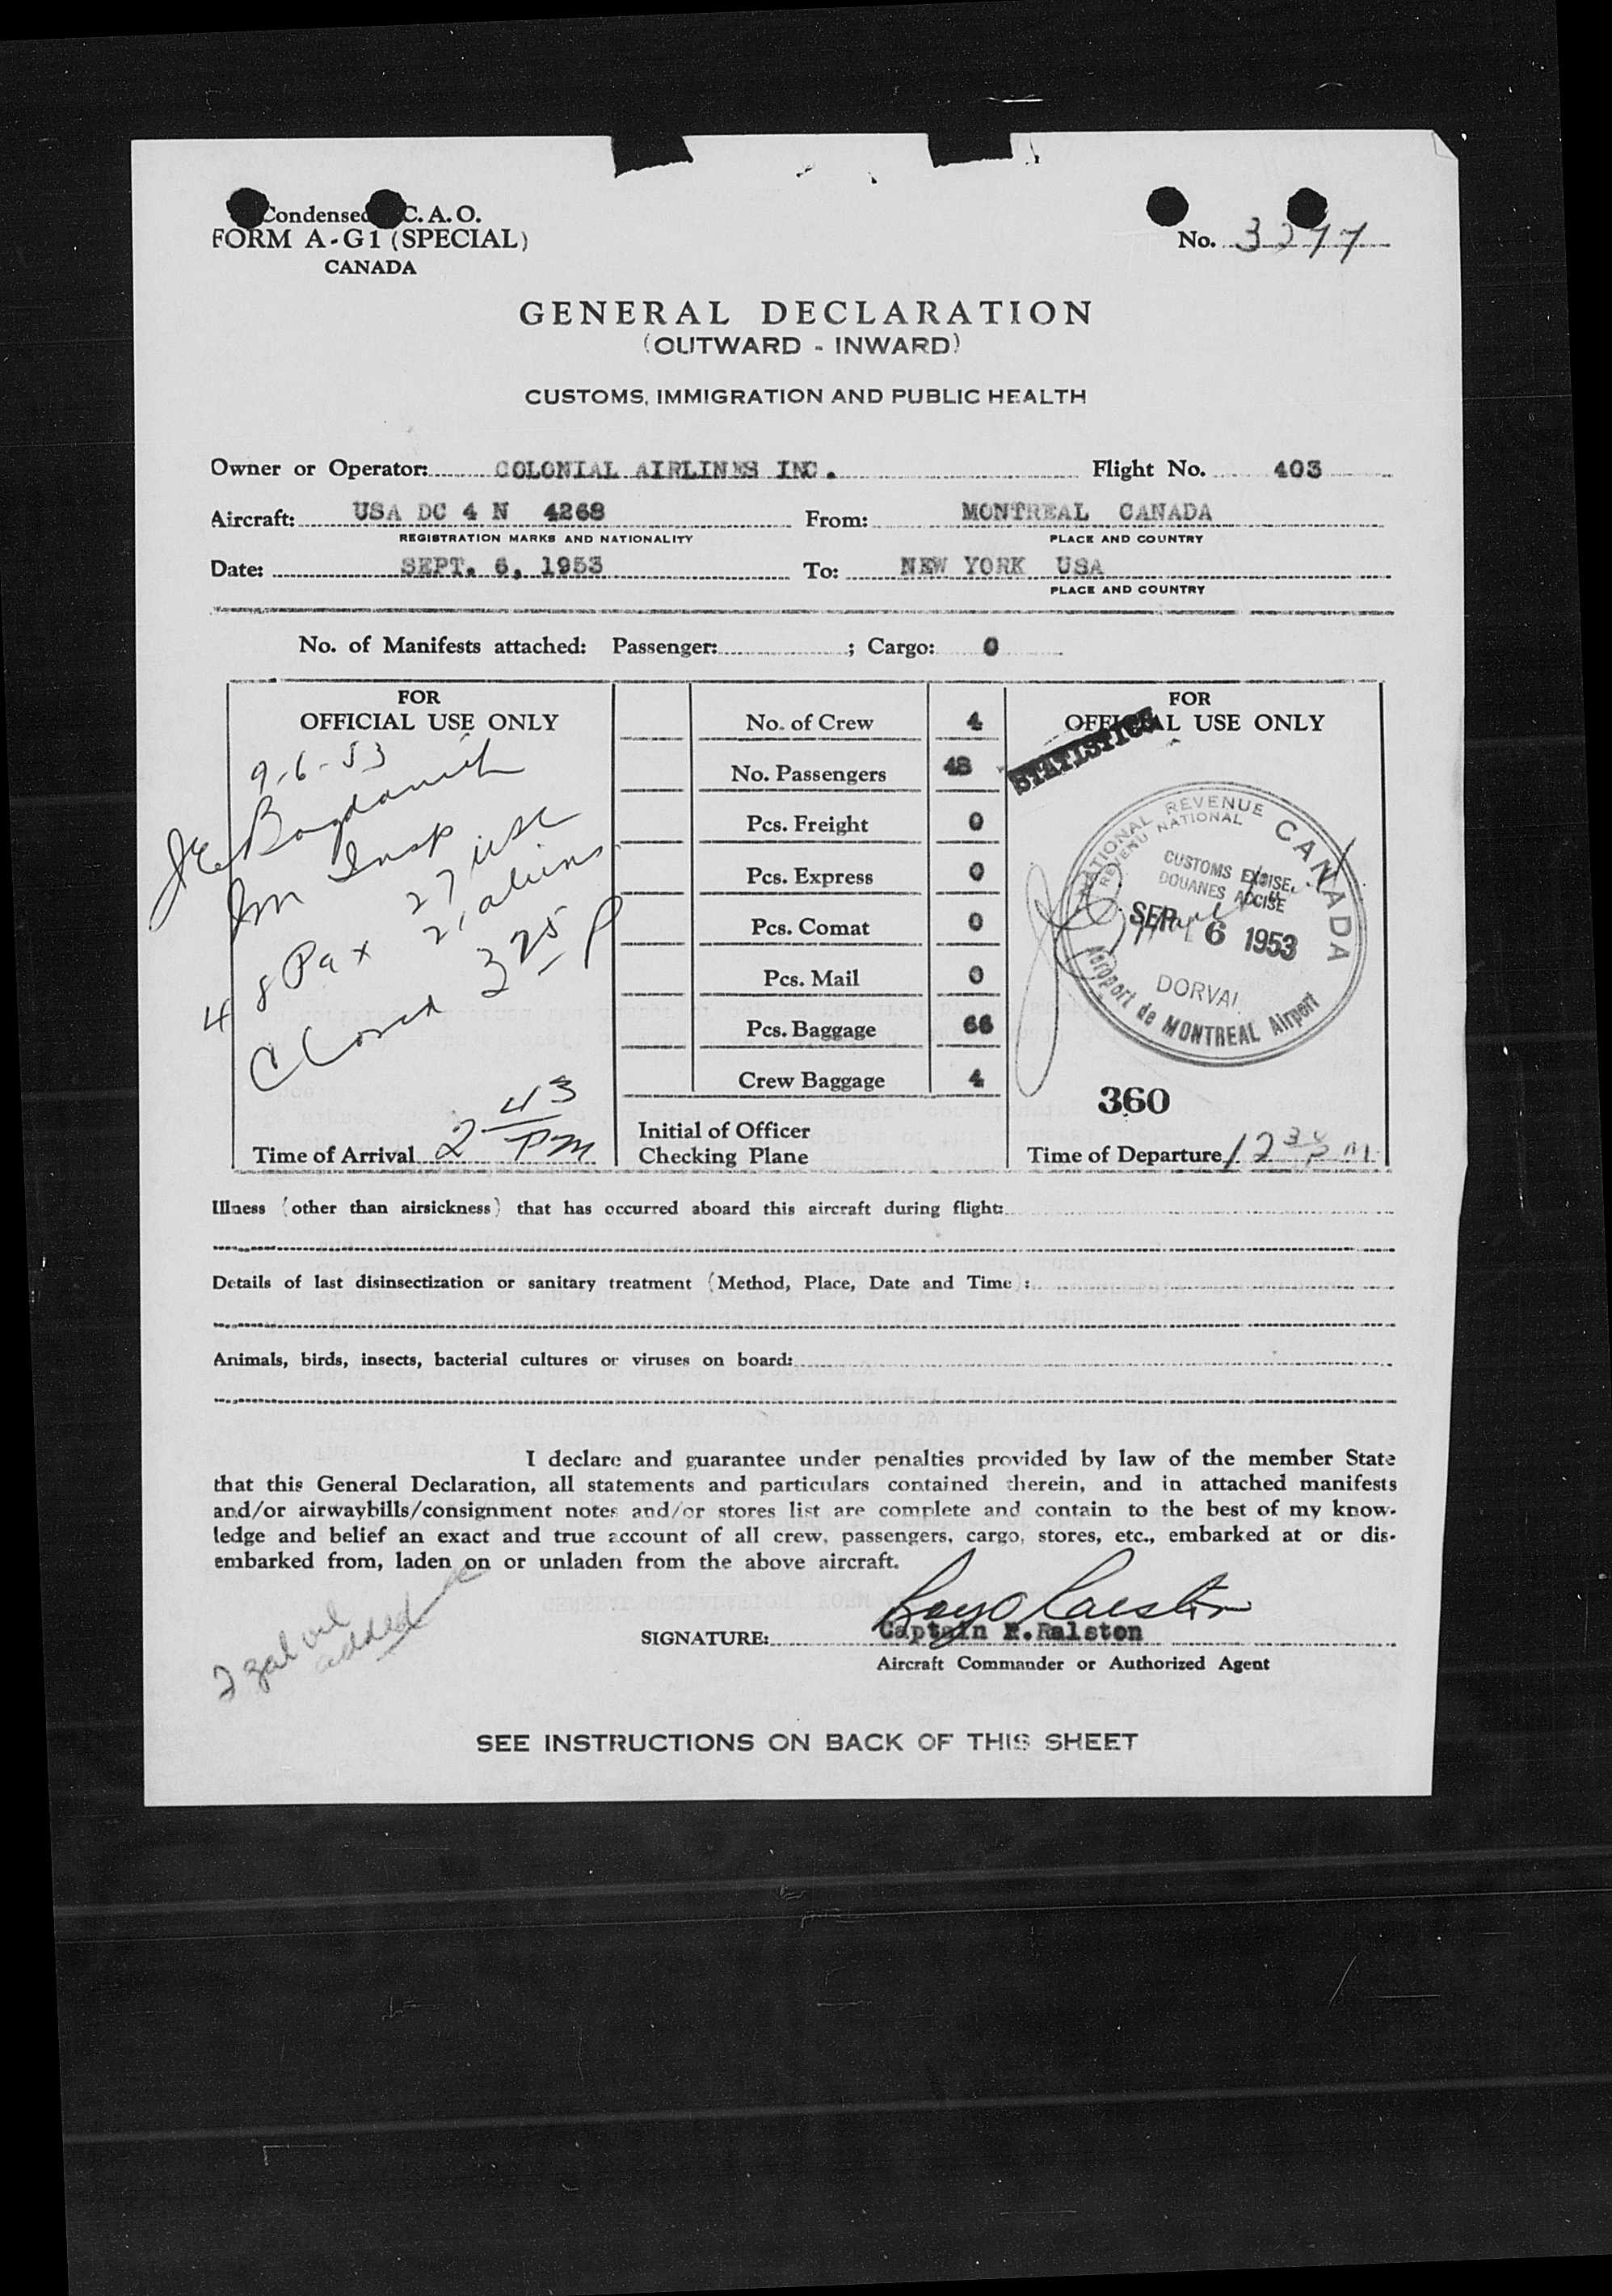 Condensed C. A. O.
FORM A-G1 (SPECIAL)
CANADA
No. 3277
GENERAL DECLARATION
(OUTWARD - INWARD)
CUSTOMS, IMMIGRATION AND PUBLIC HEALTH
Owner or Operator: COLONIAL AIRLINES INC. Flight No. 403
Aircraft: USA DC 4 N 4268 From: MONTREAL CANADA
REGISTRATION MARKS AND NATIONALITY PLACE AND COUNTRY
Date: SEPT. 6, 1953 To: NEW YORK USA
PLACE AND COUNTRY
No. of Manifests attached: Passenger: ; Cargo: 0
FOR
OFFICIAL USE ONLY
9-6-53
Im Insp
27 usc
21 aliens
48 Pax
Closed 325 P
Time of Arrival 2 43 PM
No. of Crew 4
No. Passengers 48
Pcs. Freight 0
Pcs. Express 0
Pcs. Comat 0
Pcs. Mail 0
Pcs. Baggage 66
Crew Baggage 4
Initial of Officer
Checking Plane
FOR
OFFICIAL USE ONLY
STATISTICS
NATIONAL REVENUE CANADA
REVENU NATIONAL
CUSTOMS EXCISE
DOUANES ACCISE
SEP 6 1953
DORVAL
Aeroport de MONTREAL Airport
360
Time of Departure 12 30 PM
Illness (other than airsickness) that has occurred aboard this aircraft during flight:
Details of last disinsectization or sanitary treatment (Method, Place, Date and Time):
Animals, birds, insects, bacterial cultures or viruses on board:
I declare and guarantee under penalties provided by law of the member State
that this General Declaration, all statements and particulars contained therein, and in attached manifests
and/or airwaybills/consignment notes and/or stores list are complete and contain to the best of my know-
ledge and belief an exact and true account of all crew, passengers, cargo, stores, etc., embarked at or dis-
embarked from, laden on or unladen from the above aircraft.
2 gal oil
added
SIGNATURE: Captain E.Ralston
Aircraft Commander or Authorized Agent
SEE INSTRUCTIONS ON BACK OF THIS SHEET